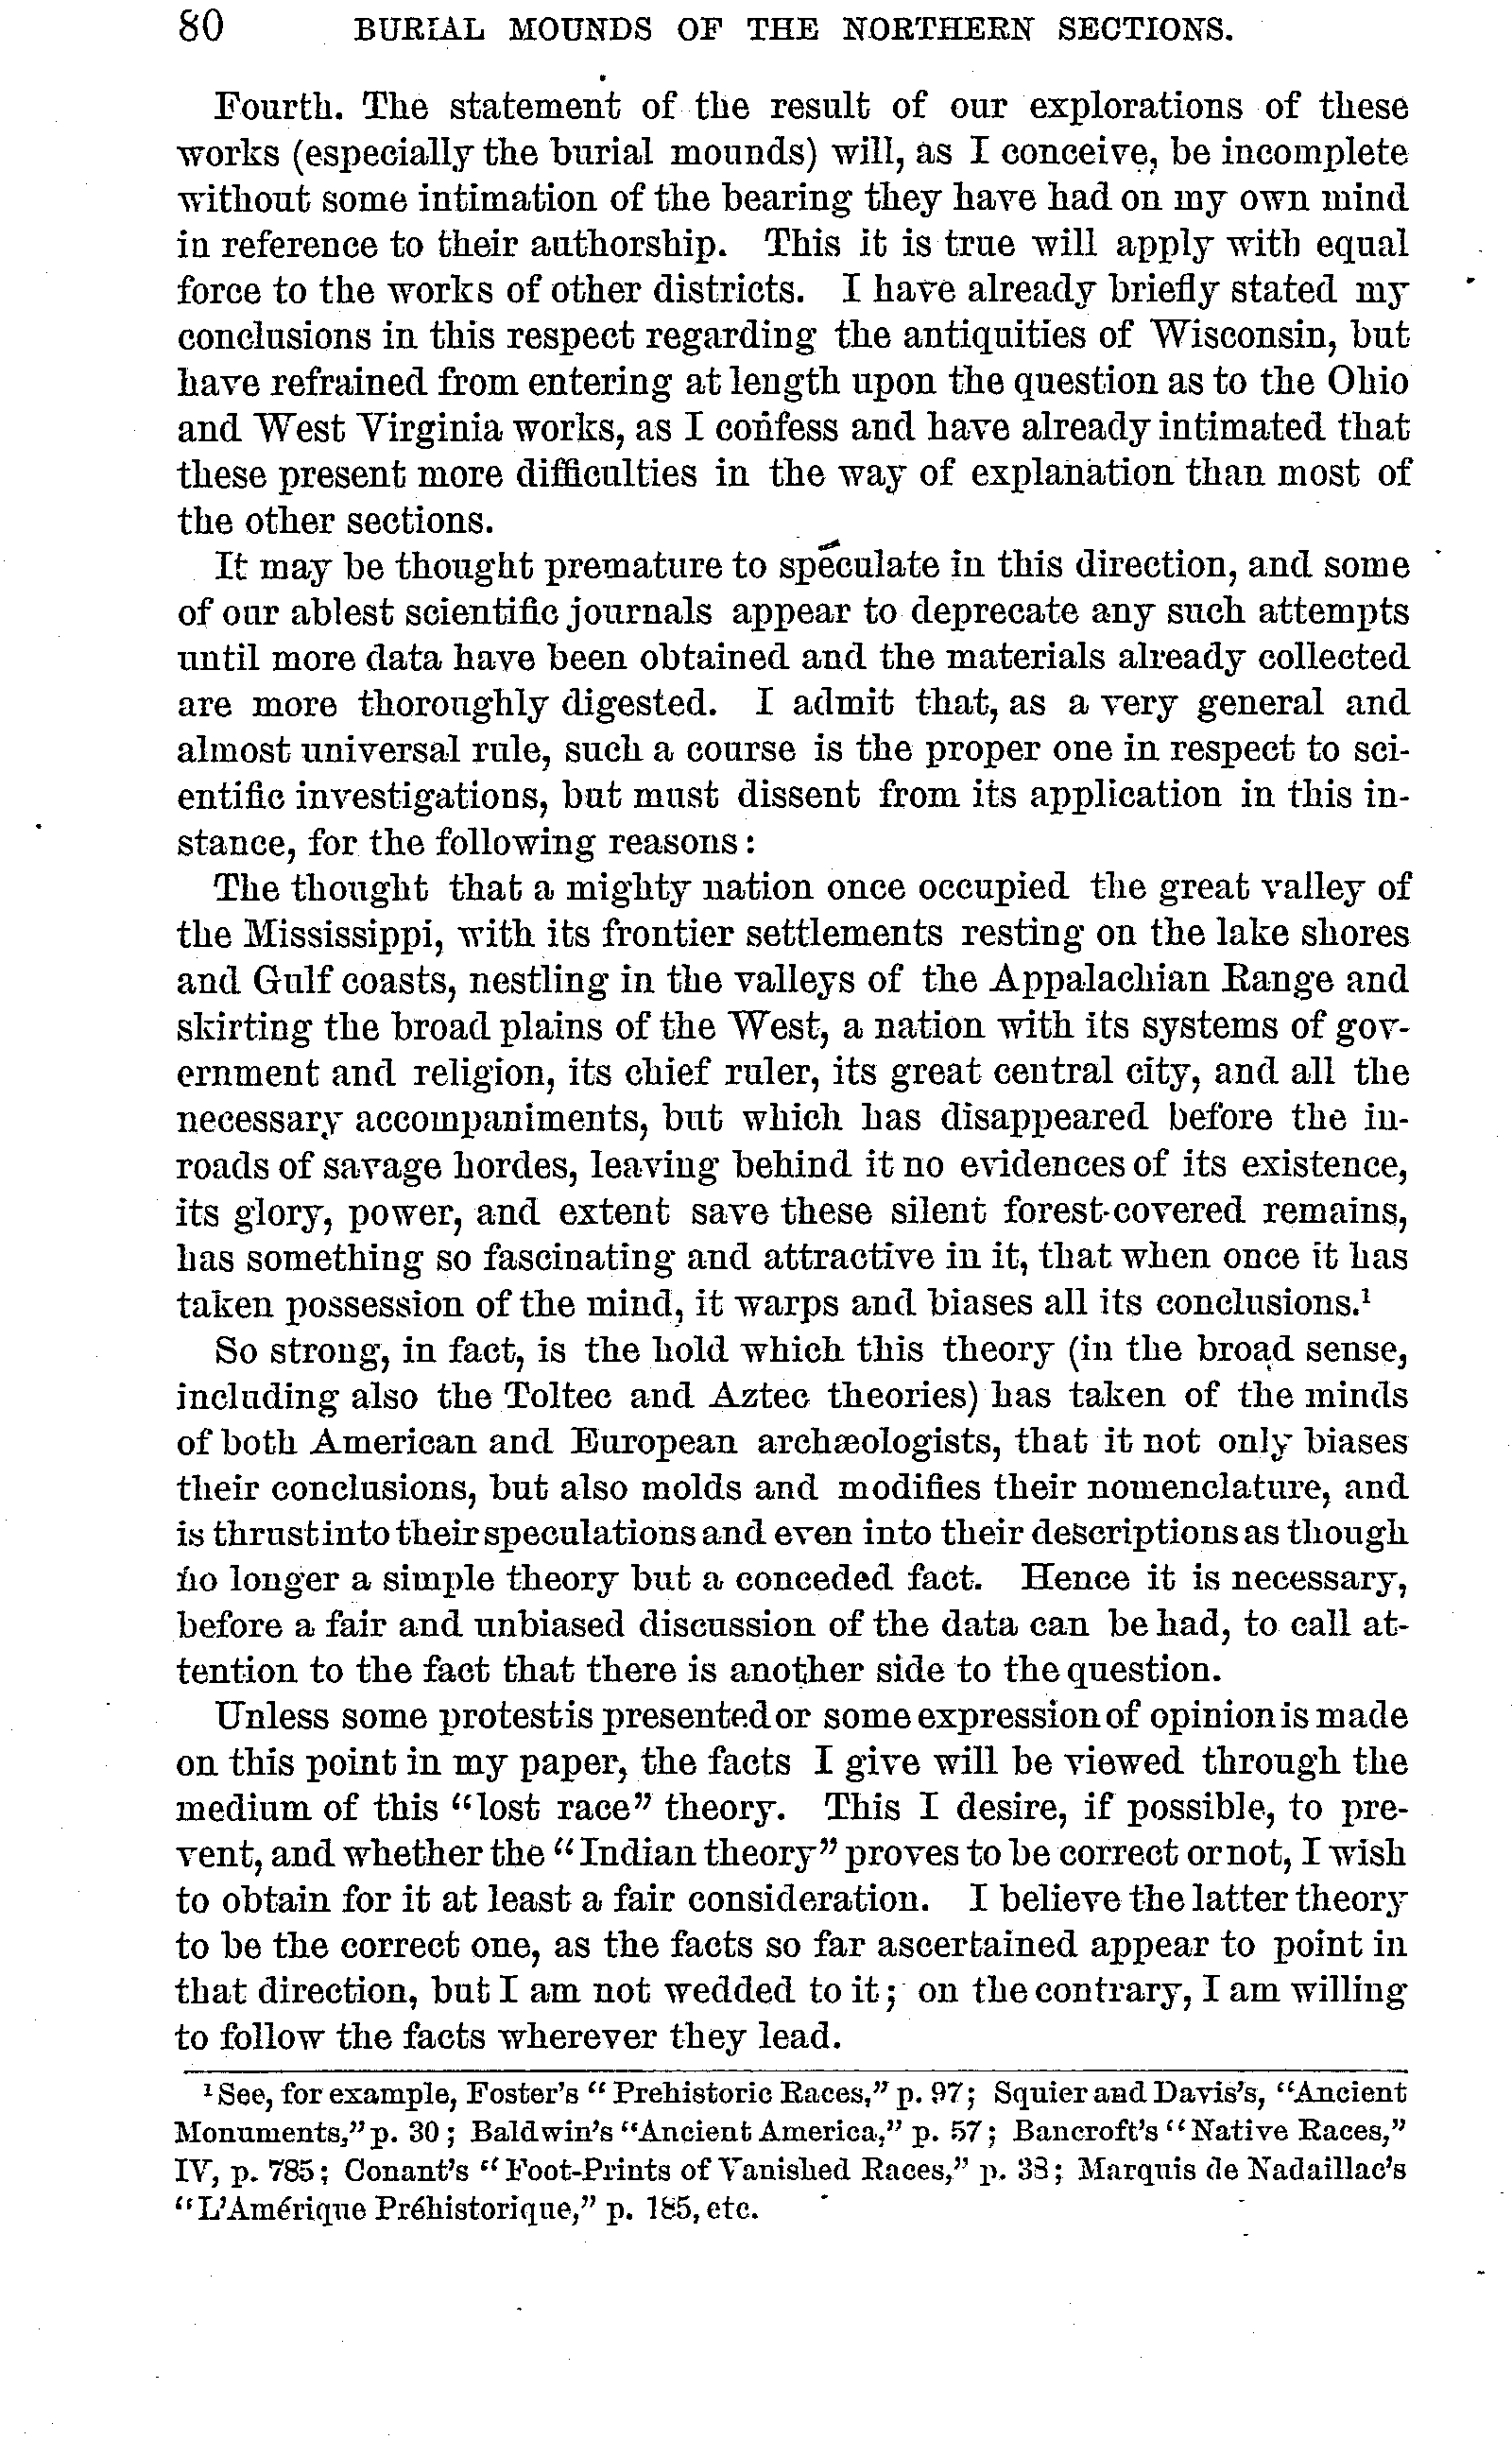 80 BURIAL MOUNDS OF THE NORTHERN SECTIONS.
Fourth. The statement of the result of our explorations of these
works (especially the burial mounds) will, as I conceive, be incomplete
without some intimation of the bearing they have had on my own mind
in reference to their authorship. This it is true will apply with equal
force to the works of other districts. I have already briefly stated my
conclusions in this respect regarding the antiquities of Wisconsin, but
have refrained from entering at length upon the question as to the Ohio
and West Virginia works, as I confess and have already intimated that
these present more difficulties in the way of explanation than most of
the other sections.
It may be thought premature to speculate in this direction, and some
of our ablest scientific journals appear to deprecate any such attempts
until more data have been obtained and the materials already collected
are more thoroughly digested. I admit that, as a very general and
almost universal rule, such a course is the proper one in respect to sci-
entific investigations, but must dissent from its application in this in-
stance, for the following reasons:
The thought that a mighty nation once occupied the great valley of
the Mississippi, with its frontier settlements resting on the lake shores
and Gulf coasts, nestling in the valleys of the Appalachian Range and
skirting the broad plains of the West, a nation with its systems of gov-
ernment and religion, its chief ruler, its great central city, and all the
necessary accompaniments, but which has disappeared before the in-
roads of savage hordes, leaving behind it no evidences of its existence,
its glory, power, and extent save these silent forest-covered remains,
has something so fascinating and attractive in it, that when once it has
taken possession of the mind, it warps and biases all its conclusions.¹
So strong, in fact, is the hold which this theory (in the broad sense,
including also the Toltec and Aztec theories) has taken of the minds
of both American and European archæologists, that it not only biases
their conclusions, but also molds and modifies their nomenclature, and
is thrust into their speculations and even into their descriptions as though
no longer a simple theory but a conceded fact. Hence it is necessary,
before a fair and unbiased discussion of the data can be had, to call at-
tention to the fact that there is another side to the question.
Unless some protest is presented or some expression of opinion is made
on this point in my paper, the facts I give will be viewed through the
medium of this "lost race" theory. This I desire, if possible, to pre-
vent, and whether the "Indian theory" proves to be correct or not, I wish
to obtain for it at least a fair consideration. I believe the latter theory
to be the correct one, as the facts so far ascertained appear to point in
that direction, but I am not wedded to it; on the contrary, I am willing
to follow the facts wherever they lead.
¹See, for example, Foster's "Prehistoric Races," p. 97; Squier and Davis's, "Ancient
Monuments," p. 30; Baldwin's "Ancient America," p. 57; Bancroft's "Native Races,"
IV, p. 785; Conant's "Foot-Prints of Vanished Races," p. 33; Marquis de Nadaillac's
"L'Amérique Préhistorique," p. 185, etc.